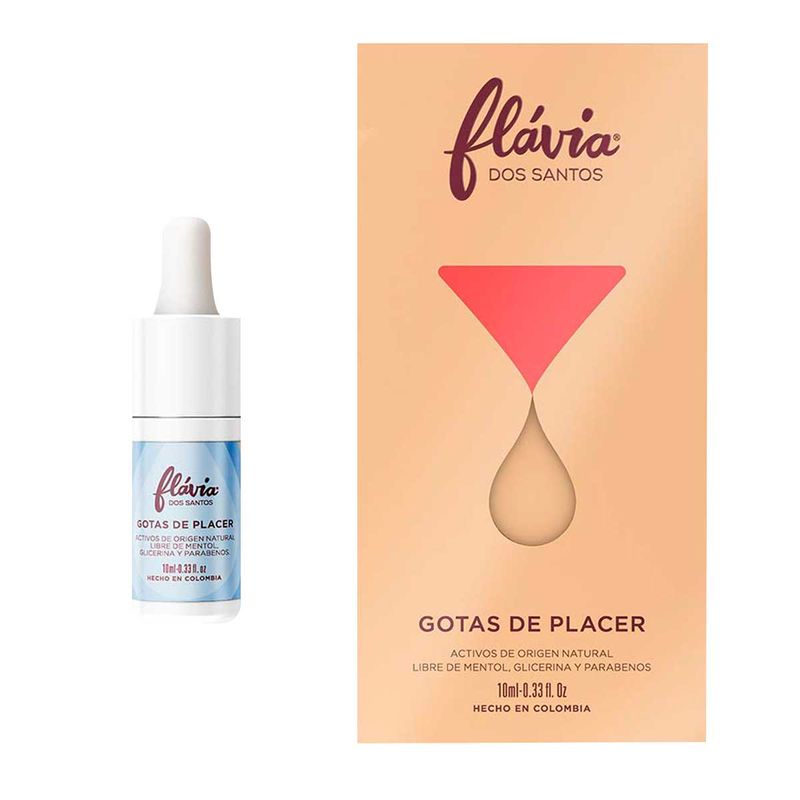 flávia
DOS SANTOS
GOTAS DE PLACER
ACTIVOS DE ORIGEN NATURAL
LIBRE DE MENTOL,
GLICERINA Y PARABENOS.
10ml-0.33 fl. oz
HECHO EN COLOMBIA
flávia®
DOS SANTOS
GOTAS DE PLACER
ACTIVOS DE ORIGEN NATURAL
LIBRE DE MENTOL, GLICERINA Y PARABENOS
10ml-0.33 fl. Oz
HECHO EN COLOMBIA